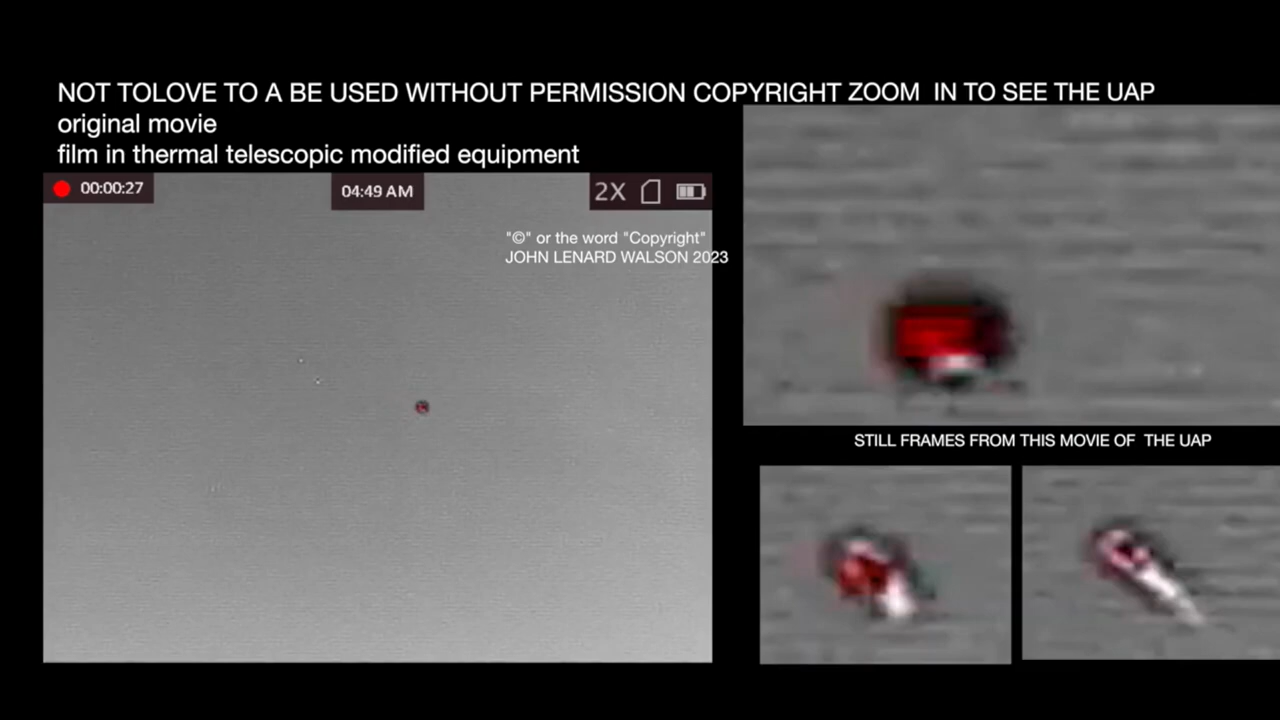 NOT TOLOVE TO A BE USED WITHOUT PERMISSION COPYRIGHT ZOOM IN TO SEE THE UAP
original movie
film in thermal telescopic modified equipment
00:00:27
04:49 AM
2X
"©" or the word "Copyright"
JOHN LENARD WALSON 2023
STILL FRAMES FROM THIS MOVIE OF THE UAP